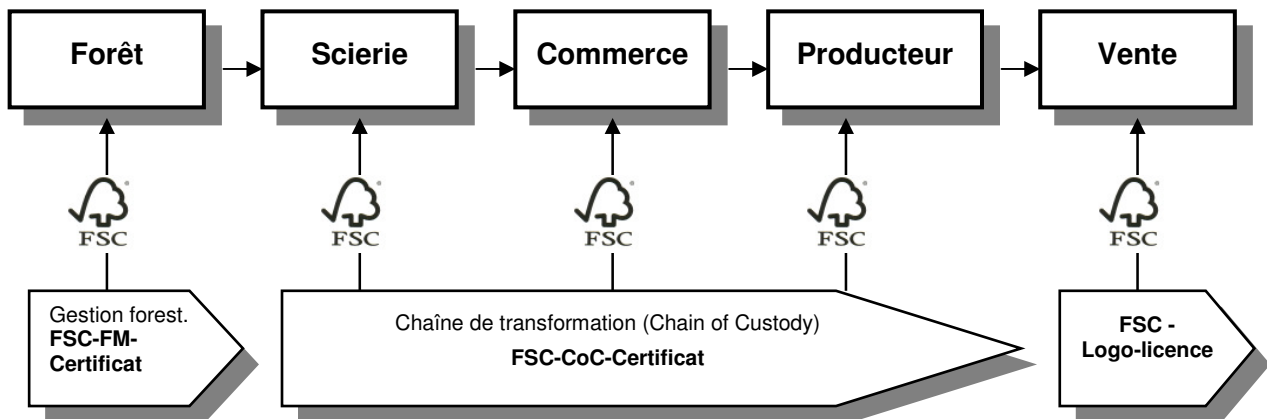 Forêt
Scierie
Commerce
Producteur
Vente
FSC
FSC
FSC
FSC
FSC
Gestion forest.
FSC-FM-
Certificat
Chaîne de transformation (Chain of Custody)
FSC-CoC-Certificat
FSC -
Logo-licence